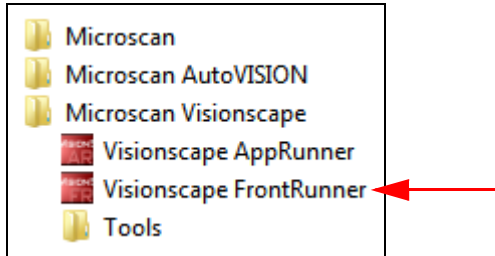 Microscan
Microscan AutoVISION
Microscan Visionscape
Visionscape AppRunner
Visionscape FrontRunner
Tools